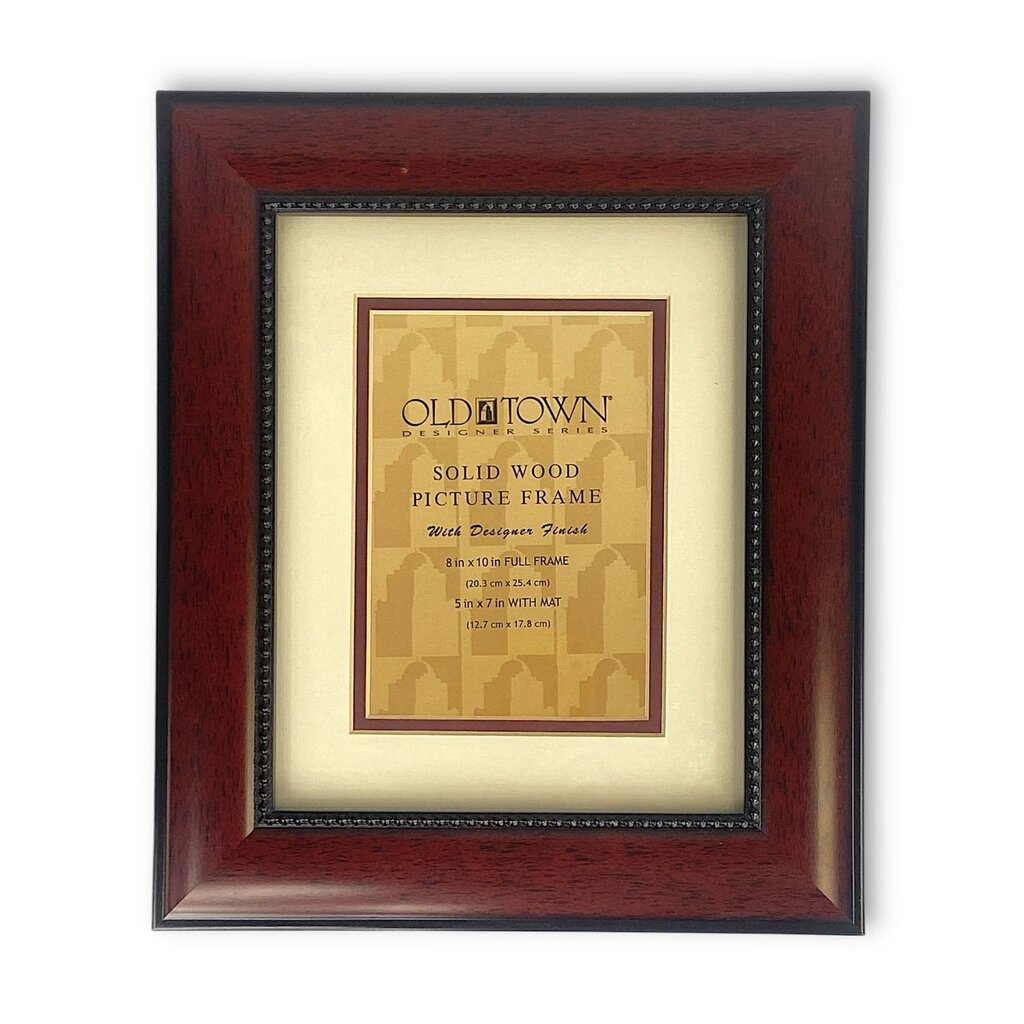 OLD TOWN®
DESIGNER SERIES
SOLID WOOD
PICTURE FRAME
With Designer Finish
8 in x 10 in FULL FRAME
(20.3 cm x 25.4 cm)
5 in x 7 in WITH MAT
(12.7 cm x 17.8 cm)